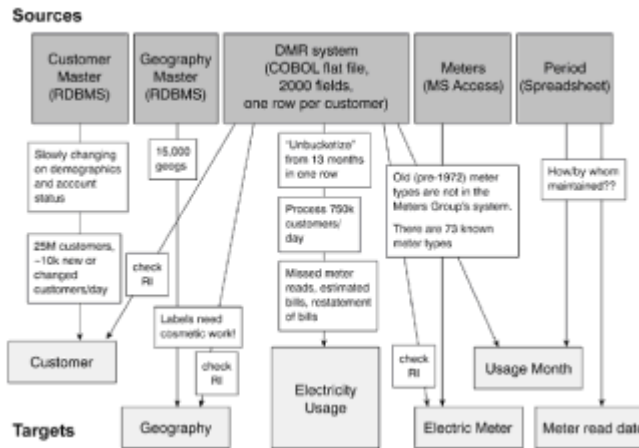 Sources
Customer
Master
(RDBMS)
Geography
Master
(RDBMS)
DMR system
(COBOL flat file,
2000 fields,
one row per customer)
Meters
(MS Access)
Period
(Spreadsheet)
Slowly changing
on demographics
and account
status
15,000
geogs
"Unbucketize"
from 13 months
in one row
Old (pre-1972) meter
types are not in the
Meters Group's system.
There are 73 known
meter types
How/by whom
maintained??
Process 750k
customers/
day
25M customers,
~10k new or
changed
customers/day
check
RI
Missed meter
reads, estimated
bills, restatement
of bills
Labels need
cosmetic work!
check
RI
check
RI
Customer
Electricity
Usage
Usage Month
Targets
Geography
Electric Meter
Meter read date